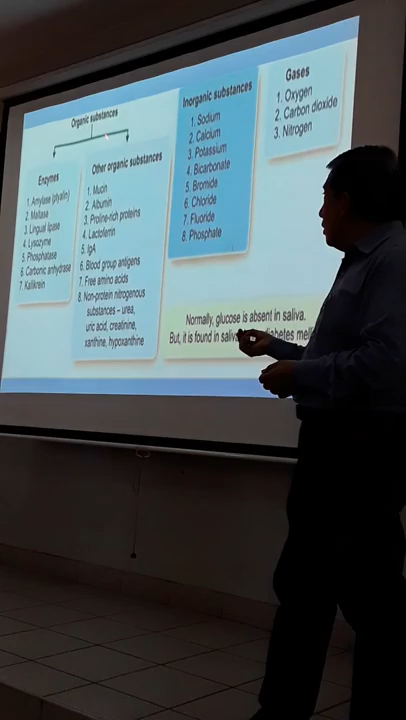 Organic substances
Enzymes
1. Amylase (ptyalin)
2. Maltase
3. Lingual lipase
4. Lysozyme
5. Phosphatase
6. Carbonic anhydrase
7. Kallikrein
Other organic substances
1. Mucin
2. Albumin
3. Proline-rich proteins
4. Lactoferrin
5. IgA
6. Blood group antigens
7. Free amino acids
8. Non-protein nitrogenous
substances – urea,
uric acid, creatinine,
xanthine, hypoxanthine
Inorganic substances
1. Sodium
2. Calcium
3. Potassium
4. Bicarbonate
5. Bromide
6. Chloride
7. Fluoride
8. Phosphate
Gases
1. Oxygen
2. Carbon dioxide
3. Nitrogen
Normally, glucose is absent in saliva.
But, it is found in